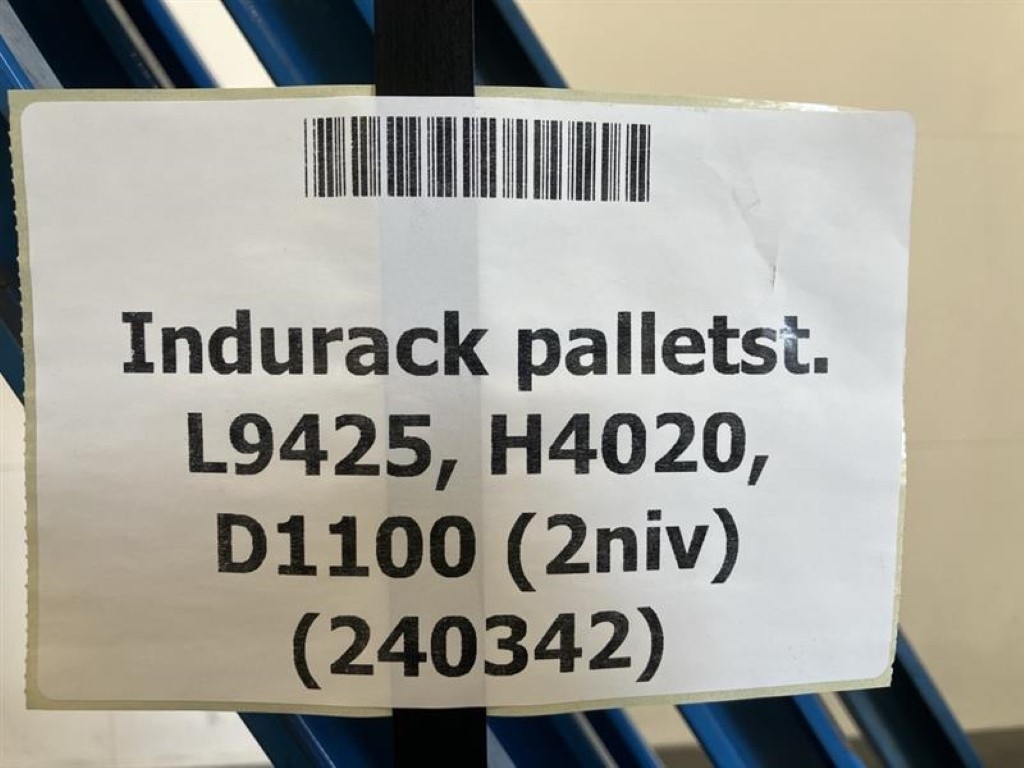 Indurack palletst.
L9425, H4020,
D1100 (2niv)
(240342)